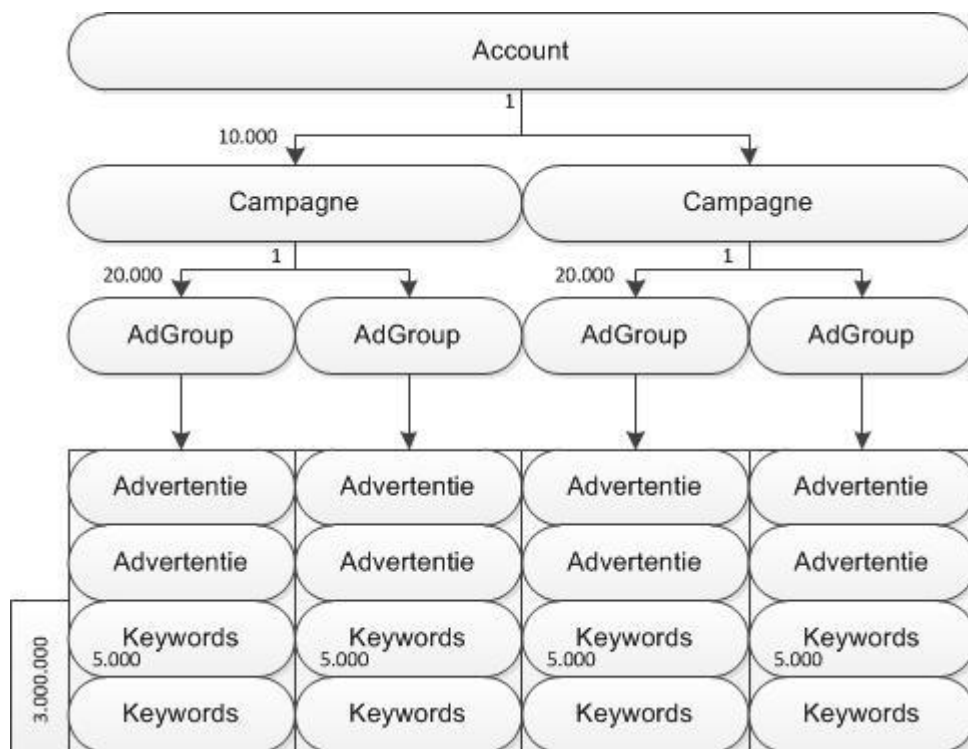 Account
1
10.000
Campagne Campagne
1 1
20.000 20.000
AdGroup AdGroup AdGroup AdGroup
Advertentie Advertentie Advertentie Advertentie
Advertentie Advertentie Advertentie Advertentie
Keywords Keywords Keywords Keywords
5.000 5.000 5.000 5.000
3.000.000
Keywords Keywords Keywords Keywords